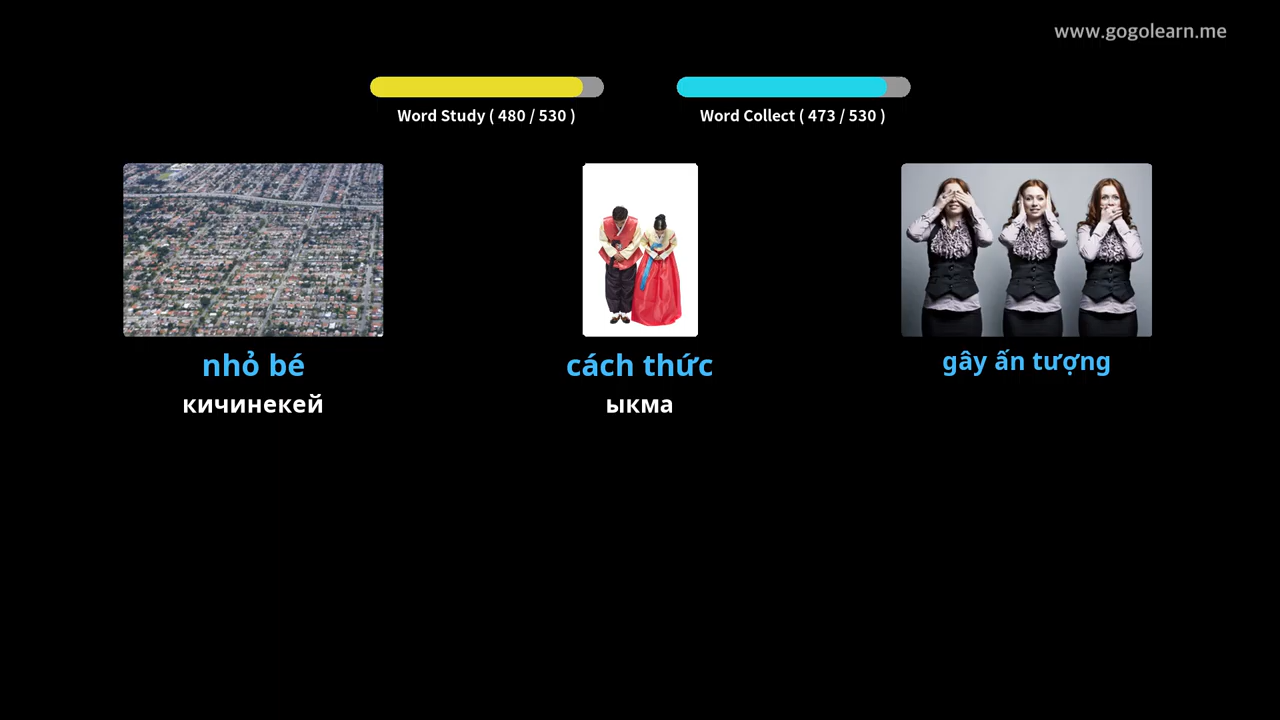 www.gogolearn.me
Word Study ( 480 / 530 )
Word Collect ( 473 / 530 )
nhỏ bé
кичинекей
cách thức
ыкма
gây ấn tượng